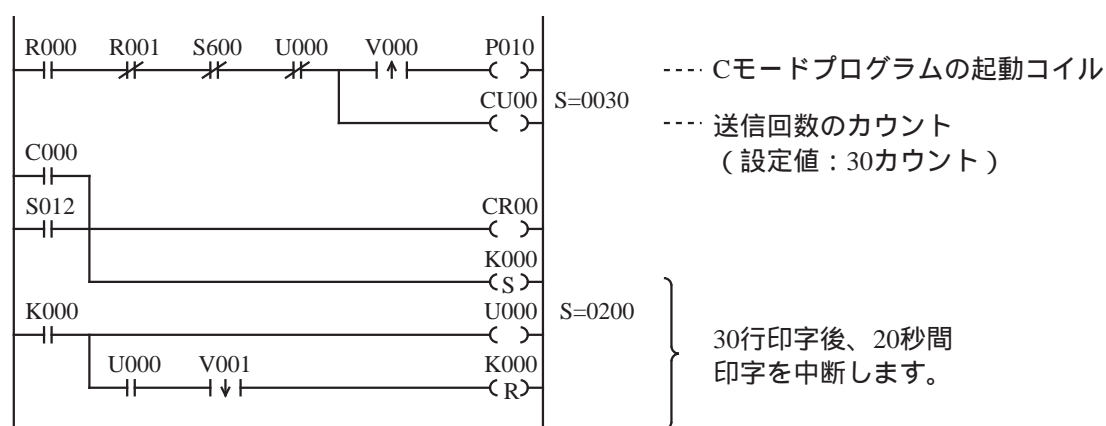 R000 R001 S600 U000 V000 P010
---- Cモードプログラムの起動コイル
CU00 S=0030
---- 送信回数のカウント
(設定値:30カウント)
C000
S012 CR00
K000
S
K000 U000 S=0200
30行印字後、20秒間
U000 V001 K000
印字を中断します。
R